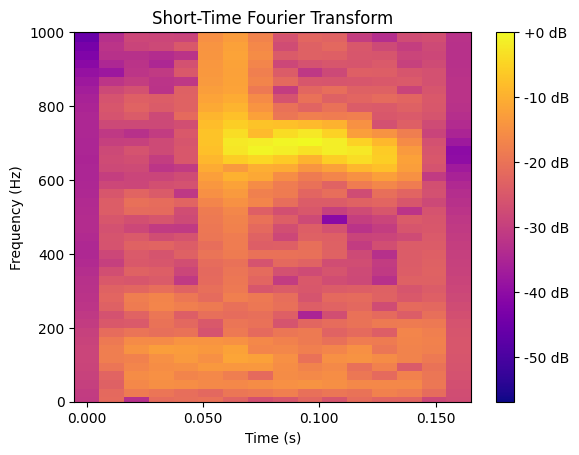 Short-Time Fourier Transform
1000
800
600
400
200
0
Frequency (Hz)
0.000
0.050
0.100
0.150
Time (s)
+0 dB
-10 dB
-20 dB
-30 dB
-40 dB
-50 dB